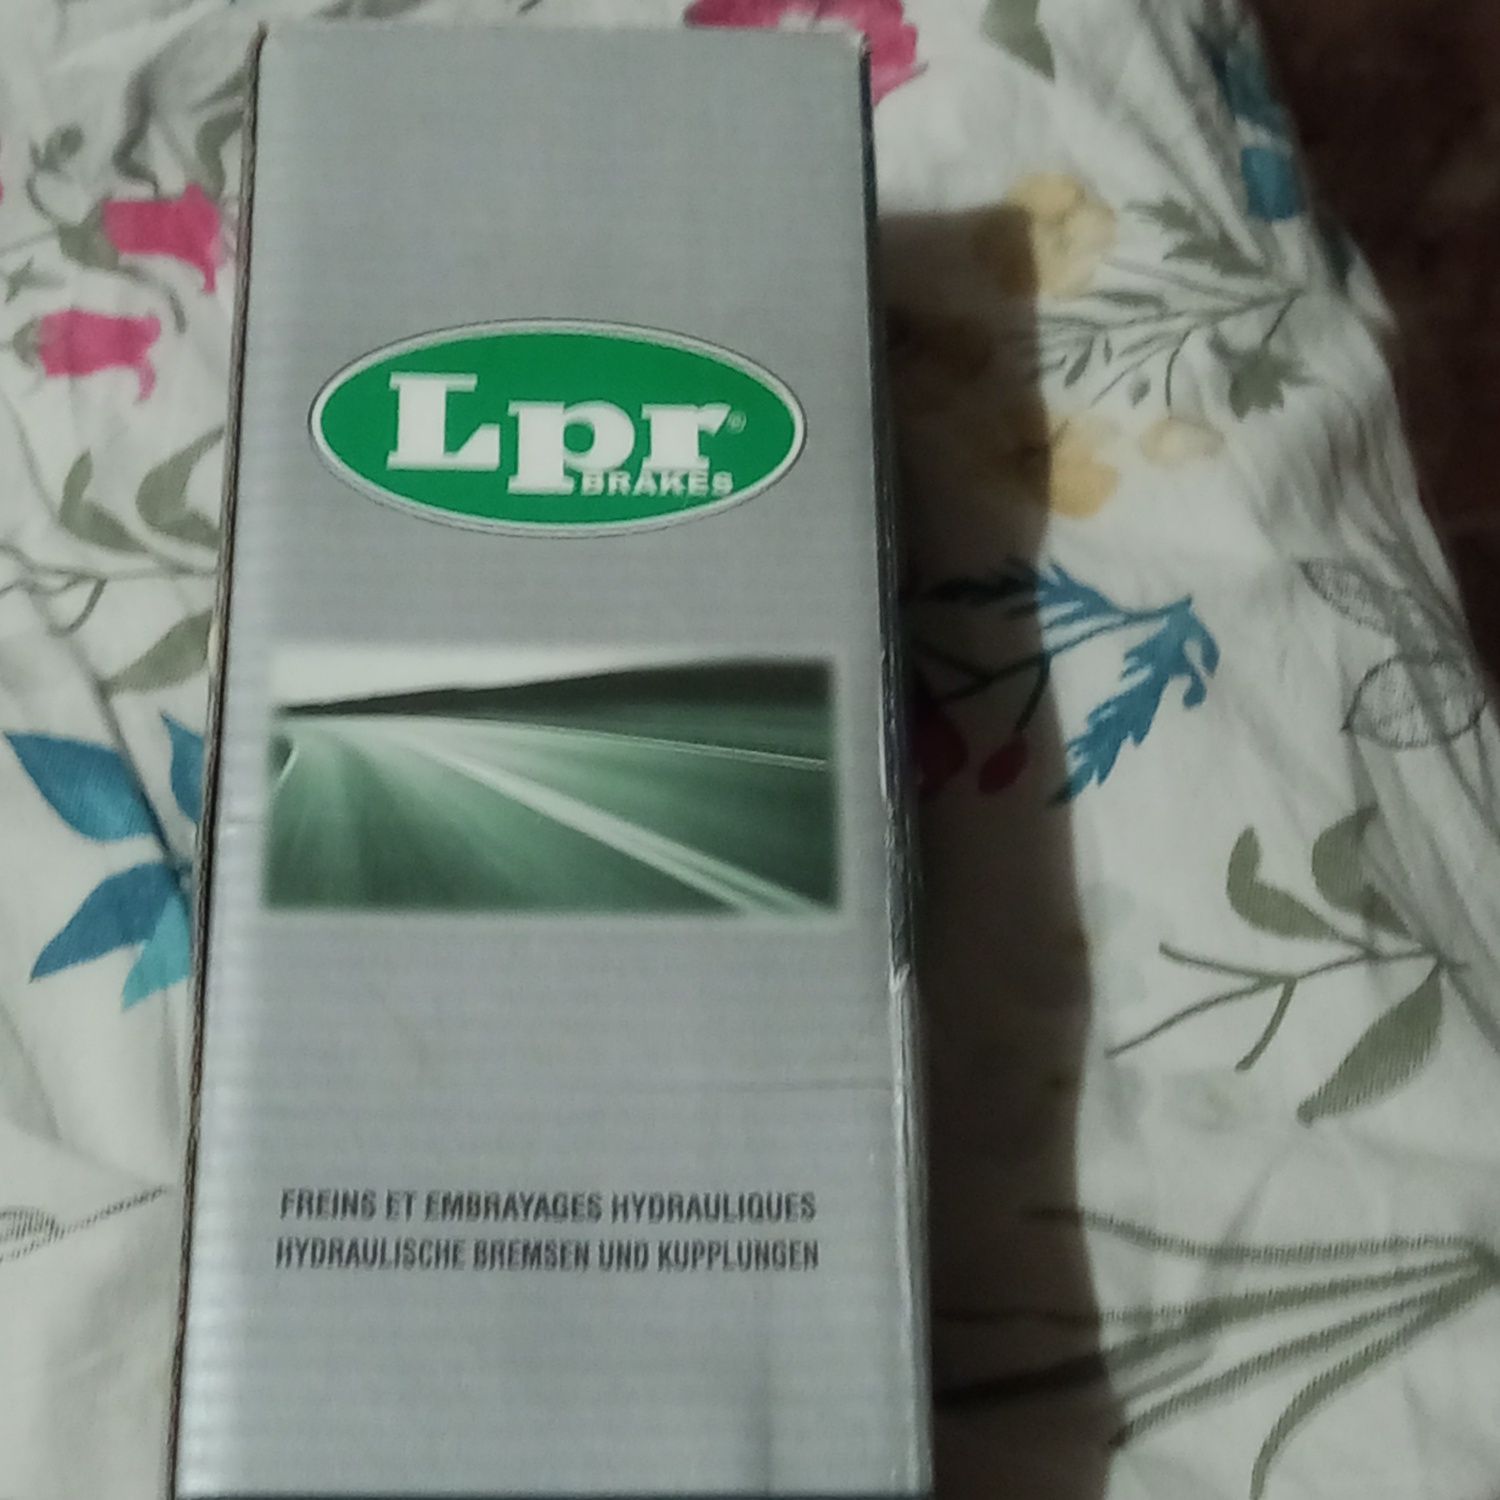 Lpr®
BRAKES
FREINS ET EMBRAYAGES HYDRAULIQUES
HYDRAULISCHE BREMSEN UND KUPPLUNGEN